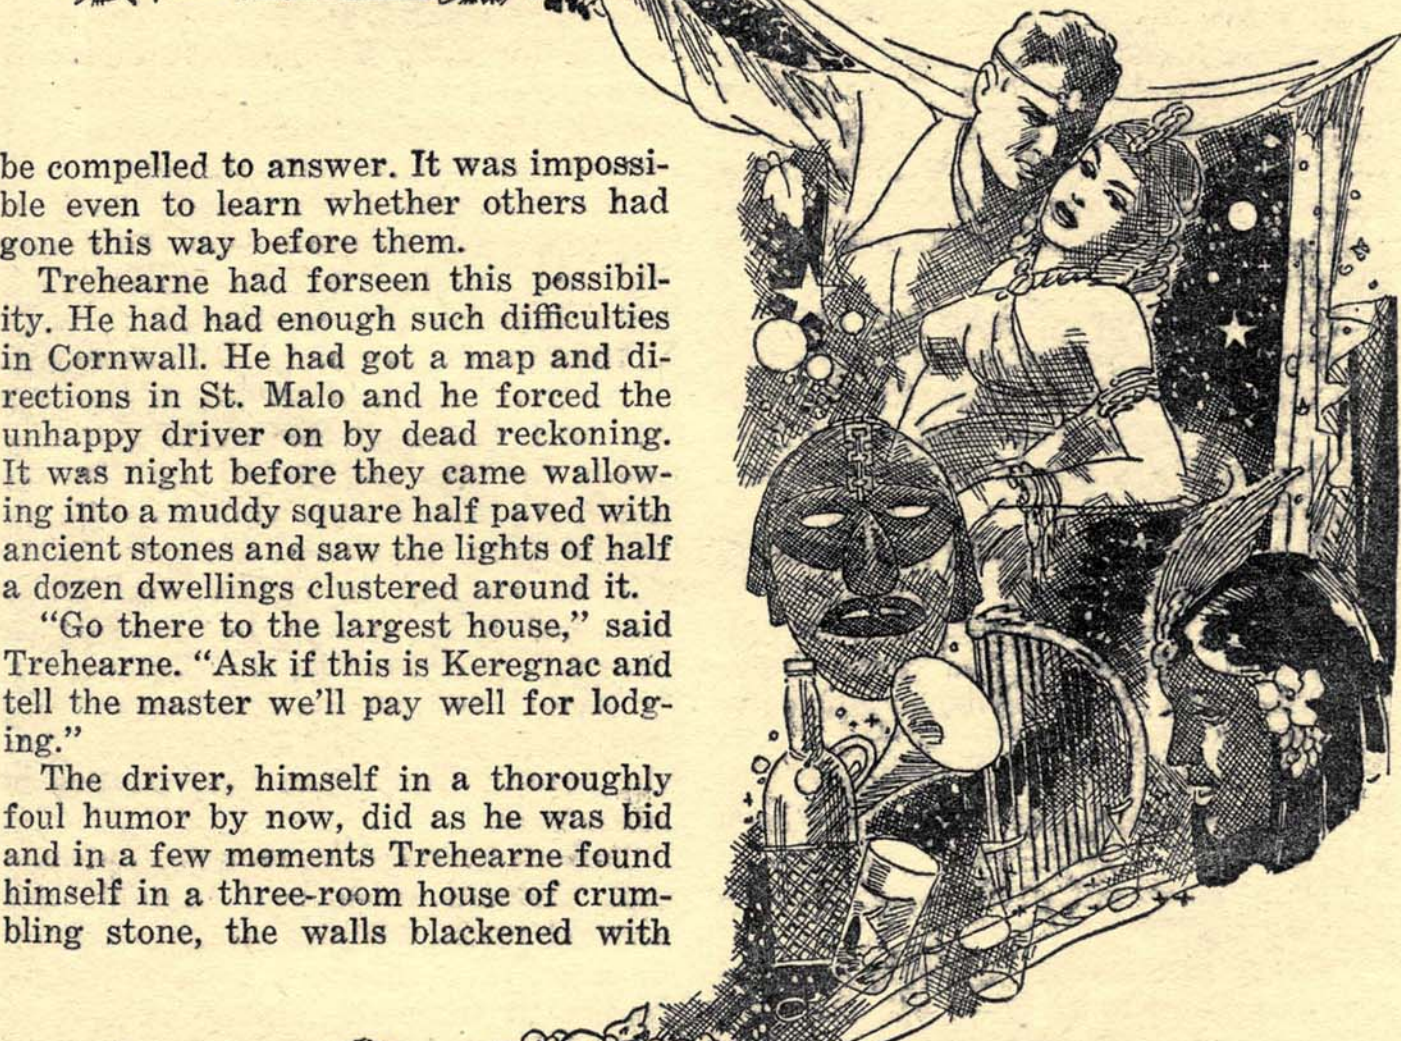 be compelled to answer. It was impossi-
ble even to learn whether others had
gone this way before them.
Trehearne had forseen this possibil-
ity. He had had enough such difficulties
in Cornwall. He had got a map and di-
rections in St. Malo and he forced the
unhappy driver on by dead reckoning.
It was night before they came wallow-
ing into a muddy square half paved with
ancient stones and saw the lights of half
a dozen dwellings clustered around it.
“Go there to the largest house,” said
Trehearne. “Ask if this is Keregnac and
tell the master we’ll pay well for lodg-
ing.”
The driver, himself in a thoroughly
foul humor by now, did as he was bid
and in a few moments Trehearne found
himself in a three-room house of crum-
bling stone, the walls blackened with